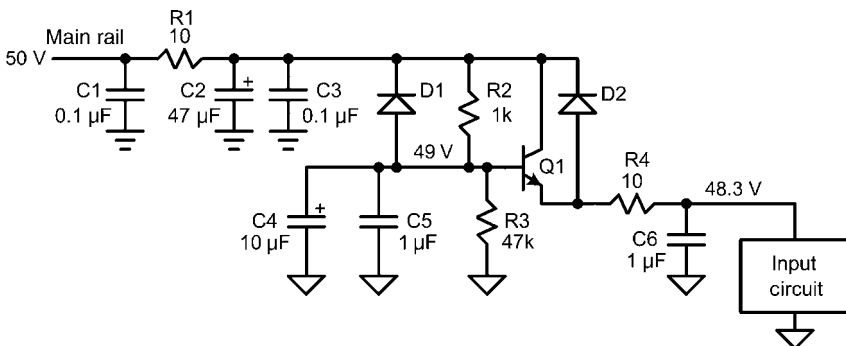 Main rail
50 V
R1
10
C1
0.1 µF
C2
47 µF
+
C3
0.1 µF
D1
R2
1k
D2
49 V
Q1
C4
10 µF
+
C5
1 µF
R3
47k
R4
10
48.3 V
C6
1 µF
Input
circuit